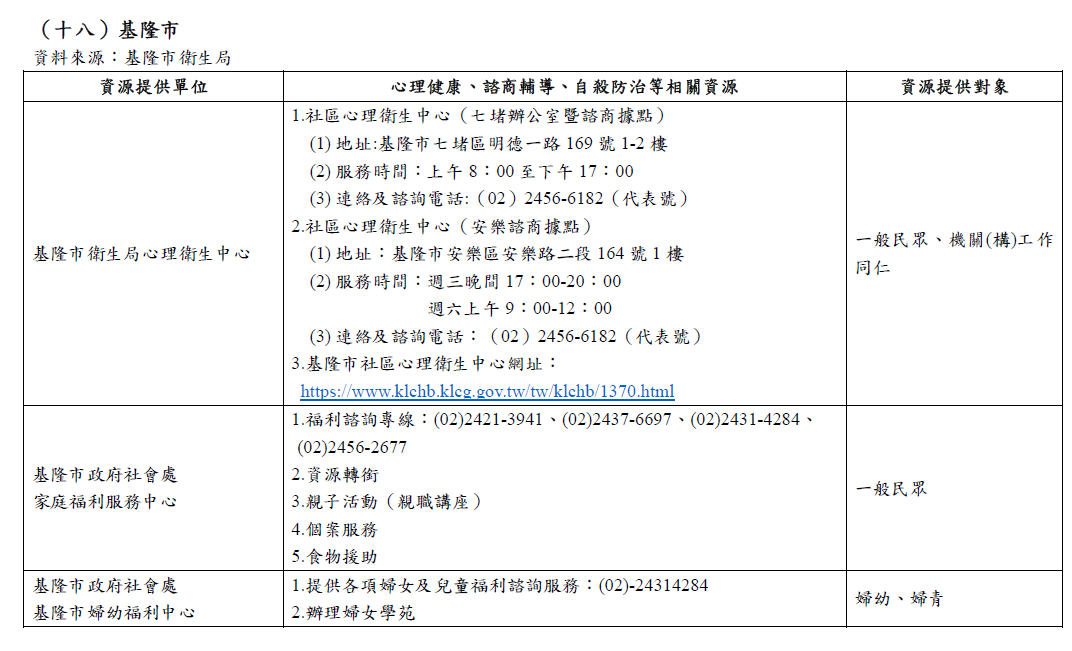 （十八）基隆市
資料來源：基隆市衛生局
資源提供單位
心理健康、諮商輔導、自殺防治等相關資源
資源提供對象
基隆市衛生局心理衛生中心
1.社區心理衛生中心（七堵辦公室暨諮商據點）
(1) 地址:基隆市七堵區明德一路 169 號 1-2 樓
(2) 服務時間：上午 8：00 至下午 17：00
(3) 連絡及諮詢電話:（02）2456-6182（代表號）
2.社區心理衛生中心（安樂諮商據點）
(1) 地址：基隆市安樂區安樂路二段 164 號 1 樓
(2) 服務時間：週三晚間 17：00-20：00
週六上午 9：00-12：00
(3) 連絡及諮詢電話：（02）2456-6182（代表號）
3.基隆市社區心理衛生中心網址：
https://www.klchb.klcg.gov.tw/tw/klchb/1370.html
一般民眾、機關(構)工作
同仁
基隆市政府社會處
家庭福利服務中心
1.福利諮詢專線：(02)2421-3941、(02)2437-6697、(02)2431-4284、
(02)2456-2677
2.資源轉銜
3.親子活動（親職講座）
4.個案服務
5.食物援助
一般民眾
基隆市政府社會處
基隆市婦幼福利中心
1.提供各項婦女及兒童福利諮詢服務：(02)-24314284
2.辦理婦女學苑
婦幼、婦青